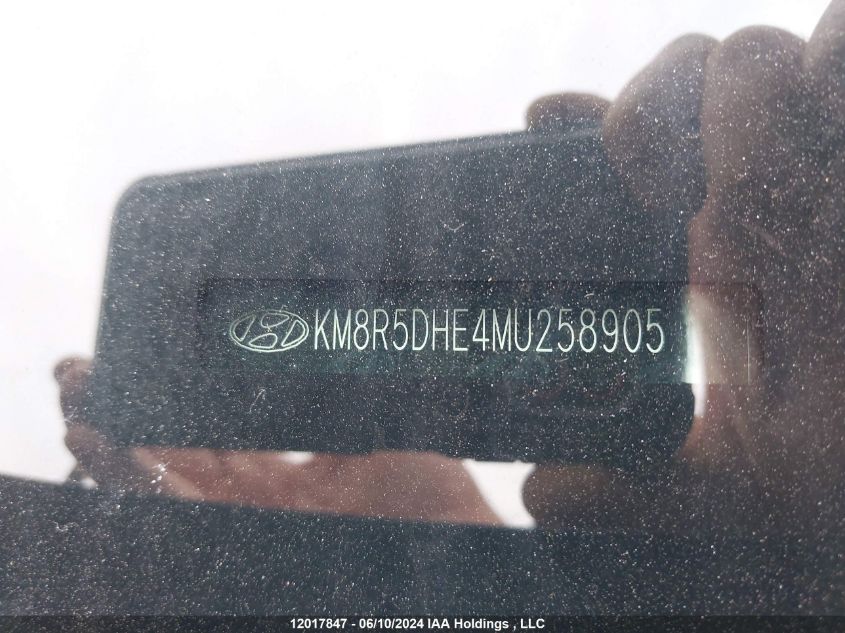 KM8R5DHE4MU258905
12017847 - 06/10/2024 IAA Holdings , LLC